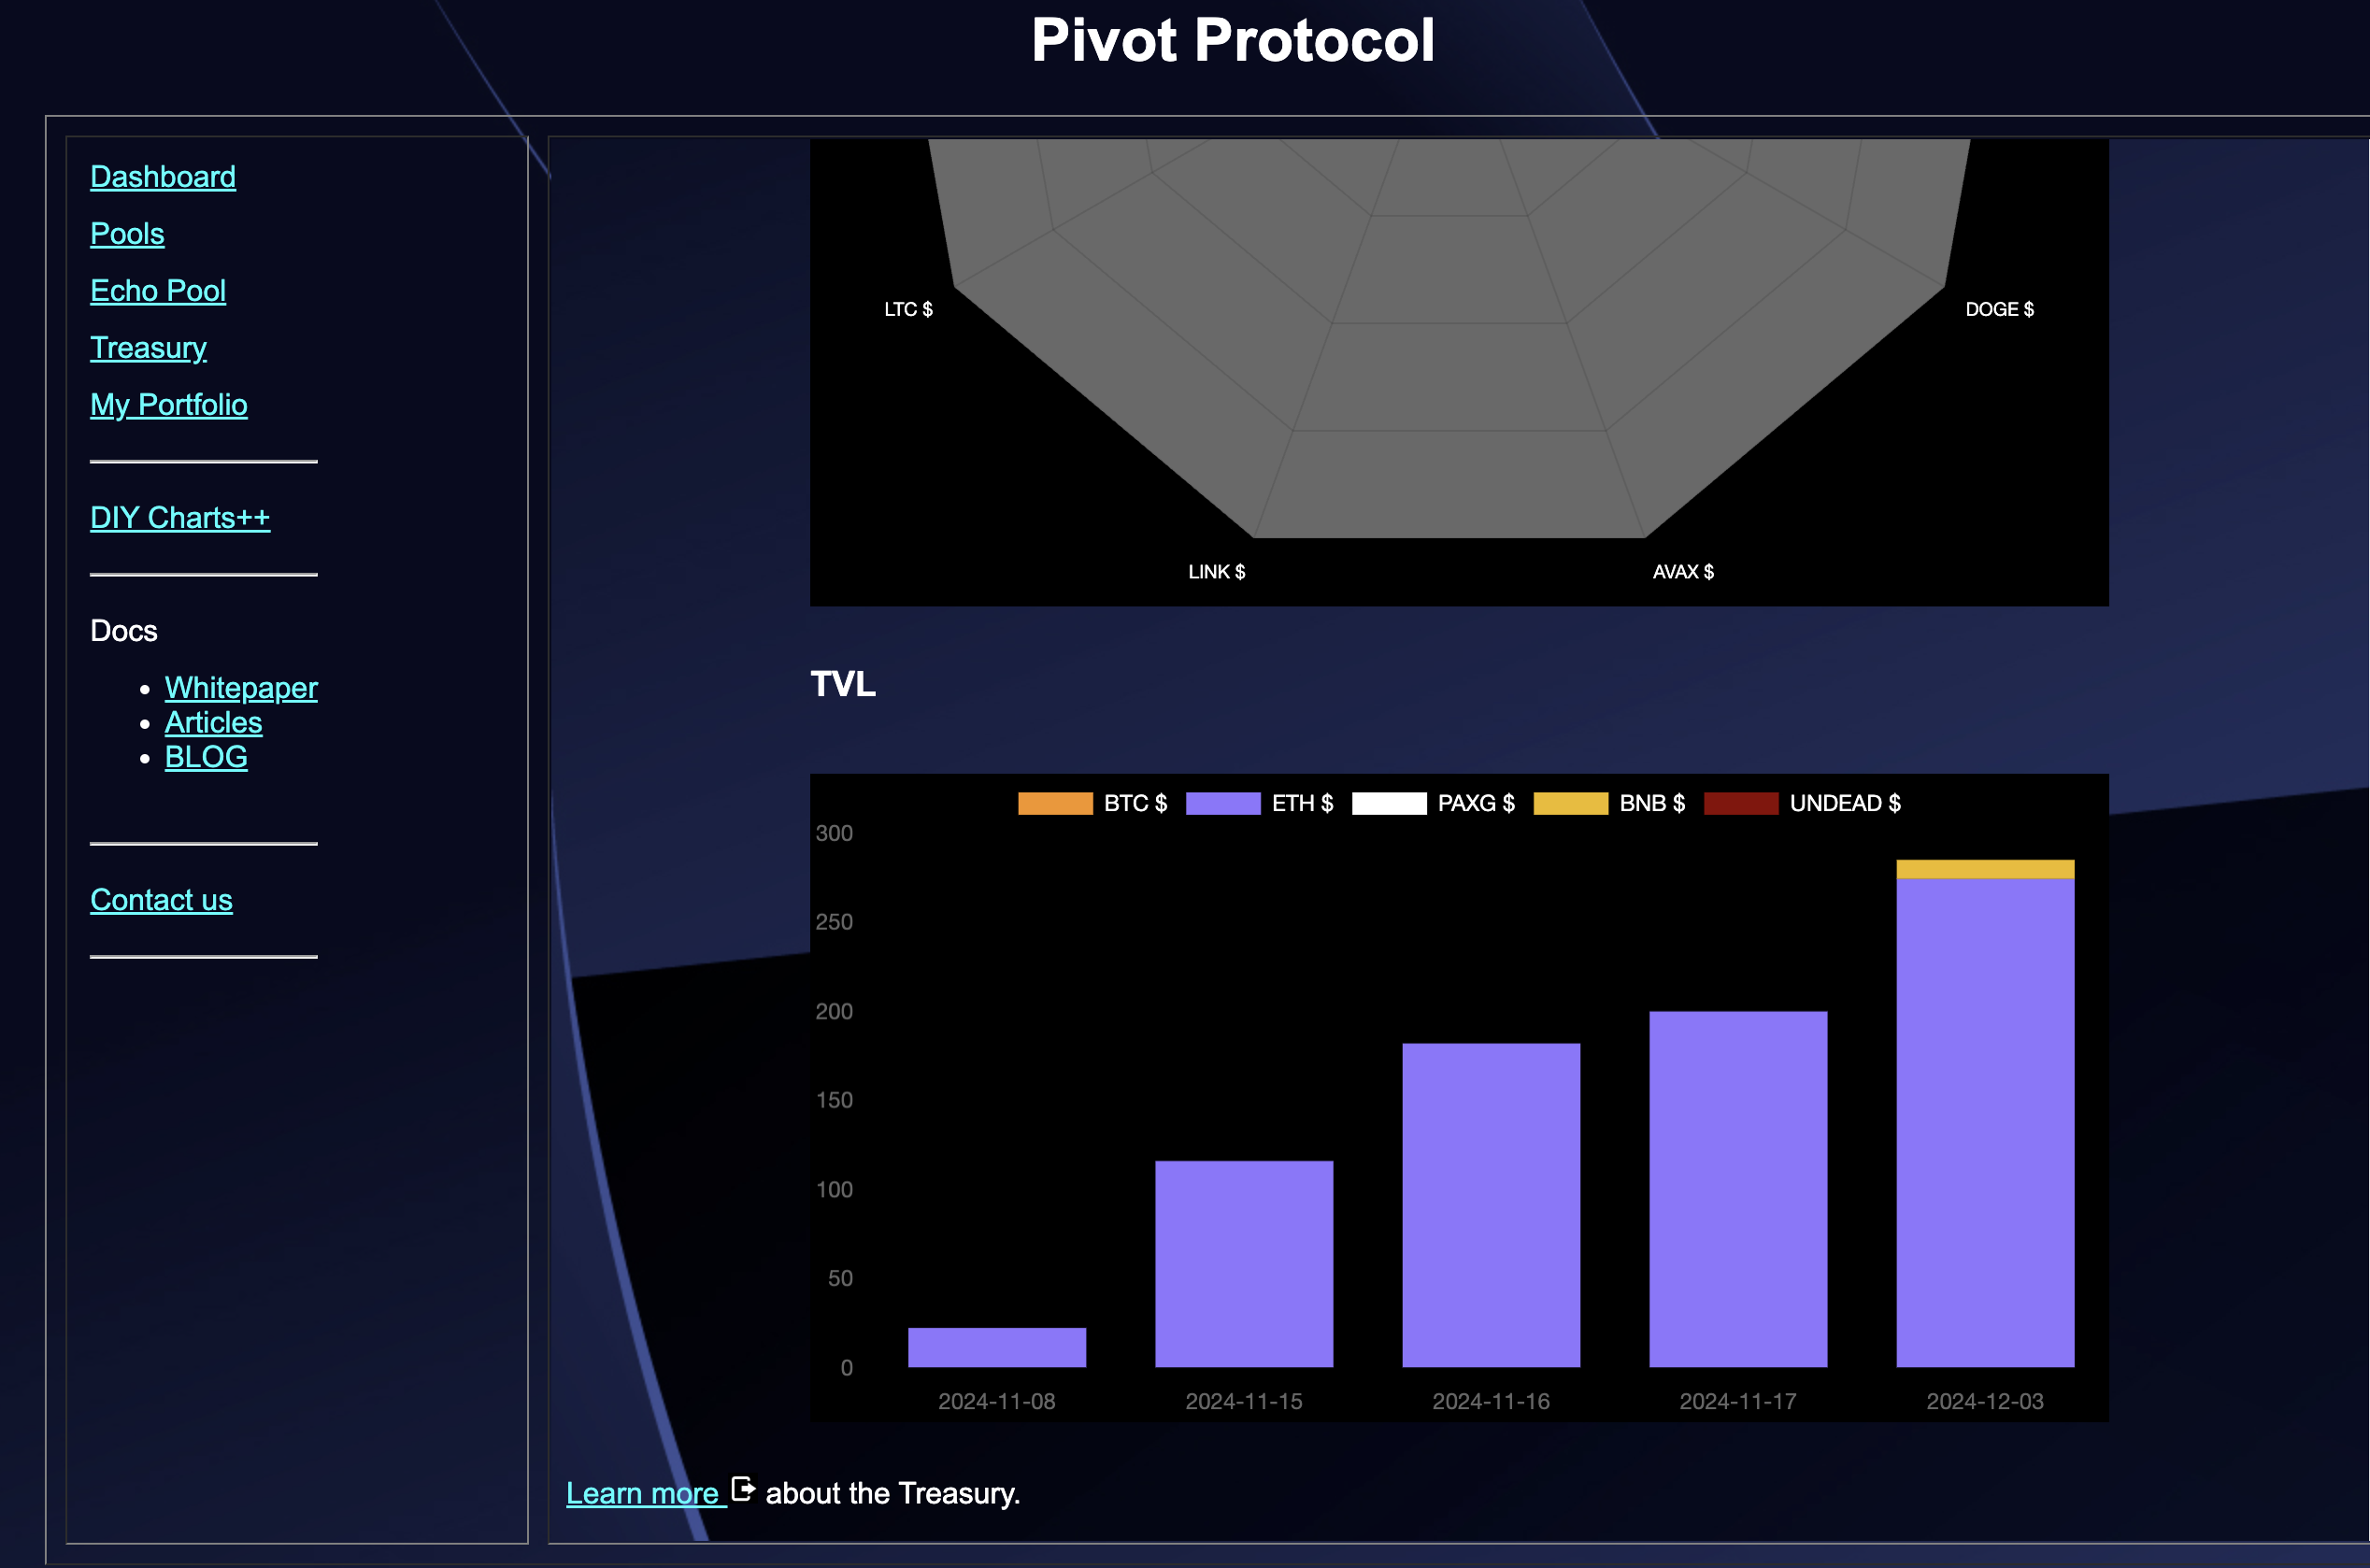 Pivot Protocol
Dashboard
Pools
Echo Pool
Treasury
My Portfolio
DIY Charts++
Docs
Whitepaper
Articles
BLOG
Contact us
LTC $
DOGE $
LINK $
AVAX $
TVL
BTC $ ETH $ PAXG $ BNB $ UNDEAD $
300
250
200
150
100
50
0
2024-11-08 2024-11-15 2024-11-16 2024-11-17 2024-12-03
Learn more about the Treasury.